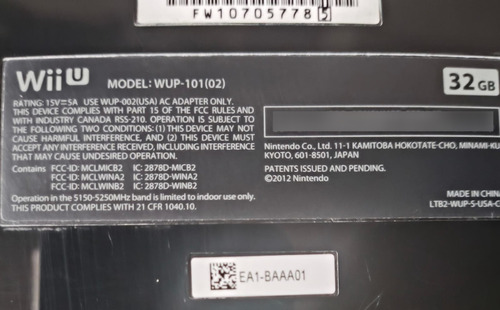 FW10705778 5
Wii U MODEL: WUP-101(02) 32 GB
RATING: 15V⎓5A USE WUP-002(USA) AC ADAPTER ONLY.
THIS DEVICE COMPLIES WITH PART 15 OF THE FCC RULES AND
WITH INDUSTRY CANADA RSS-210. OPERATION IS SUBJECT TO
THE FOLLOWING TWO CONDITIONS: (1) THIS DEVICE MAY NOT
CAUSE HARMFUL INTERFERENCE, AND (2) THIS DEVICE MUST
ACCEPT ANY INTERFERENCE RECEIVED, INCLUDING INTERFERENCE
THAT MAY CAUSE UNDESIRED OPERATION.
Contains FCC-ID: MCLMICB2 IC: 2878D-MICB2
FCC-ID: MCLWINA2 IC: 2878D-WINA2
FCC-ID: MCLWINB2 IC: 2878D-WINB2
Operation in the 5150-5250MHz band is limited to indoor use only.
THIS PRODUCT COMPLIES WITH 21 CFR 1040.10.
Nintendo Co., Ltd. 11-1 KAMITOBA HOKOTATE-CHO, MINAMI-KU
KYOTO, 601-8501, JAPAN
PATENTS ISSUED AND PENDING.
©2012 Nintendo
MADE IN CHIN
LTB2-WUP-S-USA-C
EA1-BAAA01